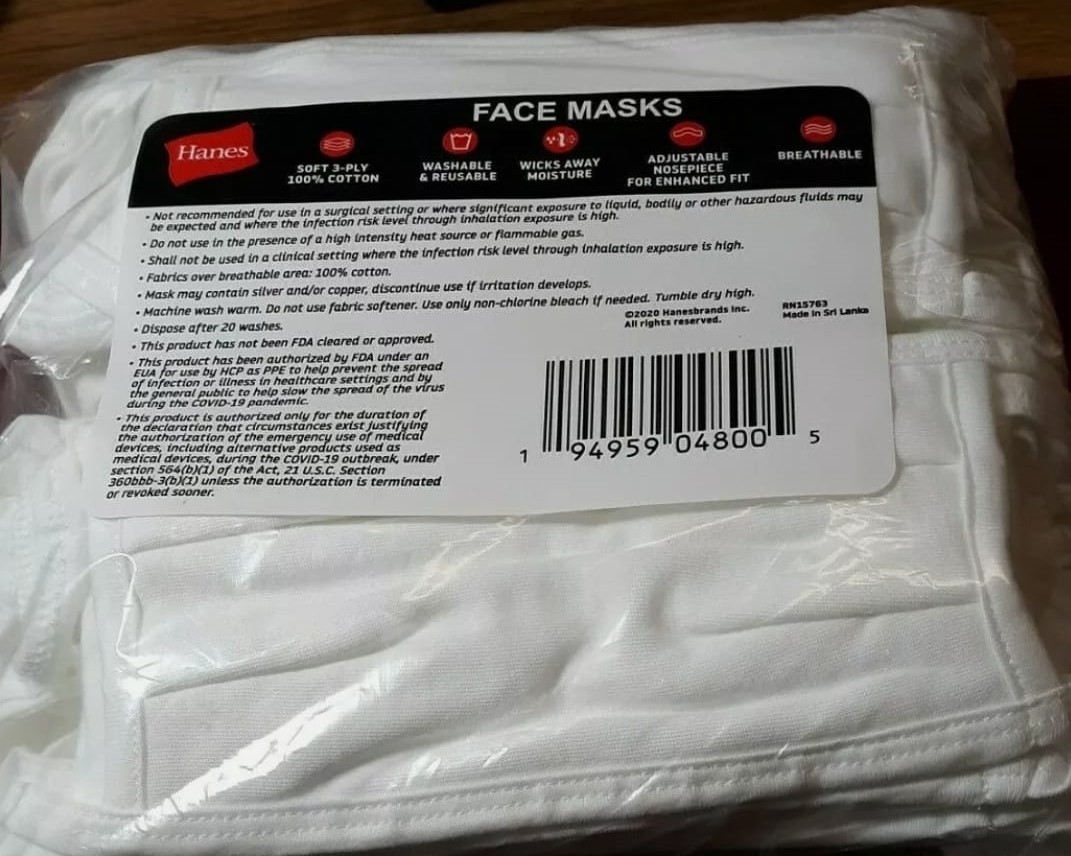 FACE MASKS
Hanes
SOFT 3-PLY
100% COTTON
WASHABLE
& REUSABLE
WICKS AWAY
MOISTURE
ADJUSTABLE
NOSEPIECE
FOR ENHANCED FIT
BREATHABLE
• Not recommended for use in a surgical setting or where significant exposure to liquid, bodily or other hazardous fluids may
be expected and where the infection risk level through inhalation exposure is high.
• Do not use in the presence of a high intensity heat source or flammable gas.
• Shall not be used in a clinical setting where the infection risk level through inhalation exposure is high.
• Fabrics over breathable area: 100% cotton.
• Mask may contain silver and/or copper, discontinue use if irritation develops.
• Machine wash warm. Do not use fabric softener. Use only non-chlorine bleach if needed. Tumble dry high.
• Dispose after 20 washes.
• This product has not been FDA cleared or approved.
• This product has been authorized by FDA under an
EUA for use by HCP as PPE to help prevent the spread
of infection or illness in healthcare settings and by
the general public to help slow the spread of the virus
during the COVID-19 pandemic.
• This product is authorized only for the duration of
the declaration that circumstances exist justifying
the authorization of the emergency use of medical
devices, including alternative products used as
medical devices, during the COVID-19 outbreak, under
section 564(b)(1) of the Act, 21 U.S.C. Section
360bbb-3(b)(1) unless the authorization is terminated
or revoked sooner.
©2020 Hanesbrands Inc.
All rights reserved.
RN15763
Made in Sri Lanka
1 94959 04800 5